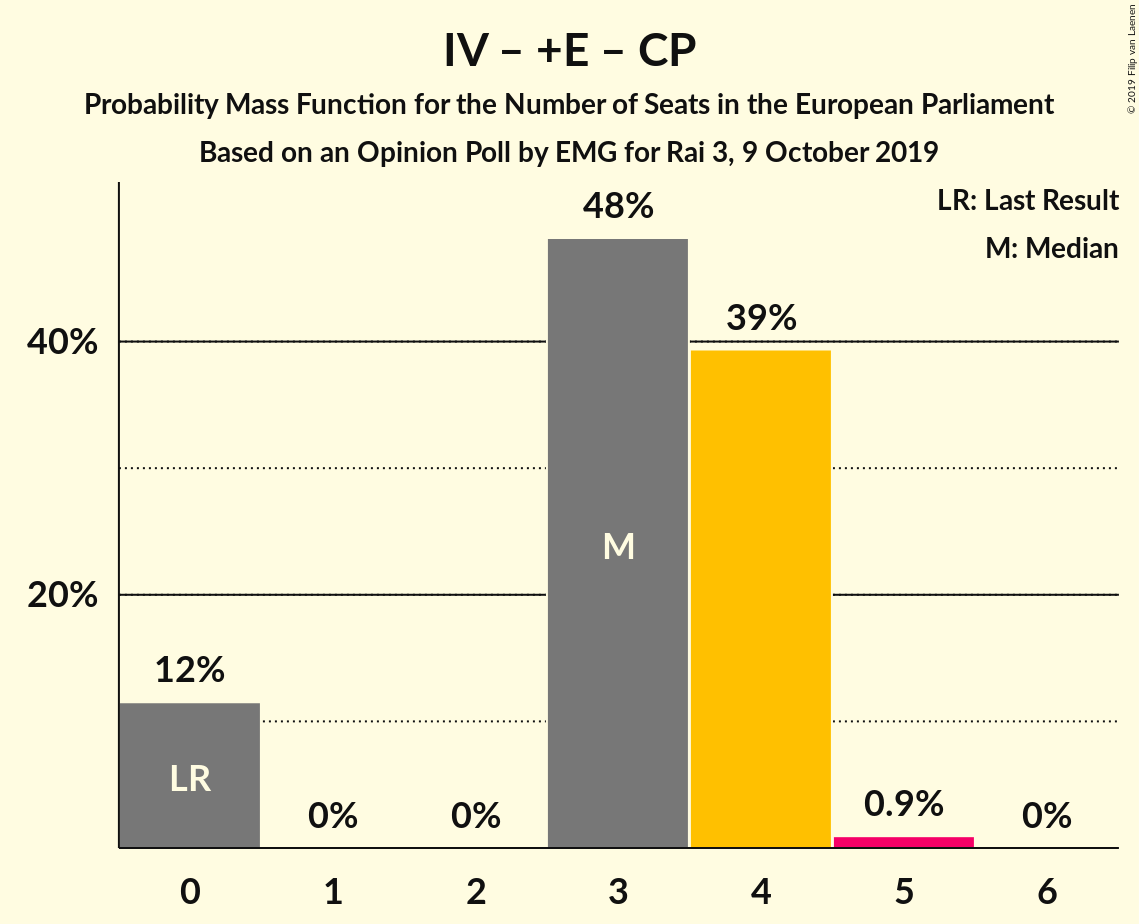 IV – +E – CP
Probability Mass Function for the Number of Seats in the European Parliament
Based on an Opinion Poll by EMG for Rai 3, 9 October 2019
© 2019 Filip van Laenen
LR: Last Result
M: Median
48%
39%
40%
M
20%
12%
LR
0%
0%
0.9%
0%
0
1
2
3
4
5
6